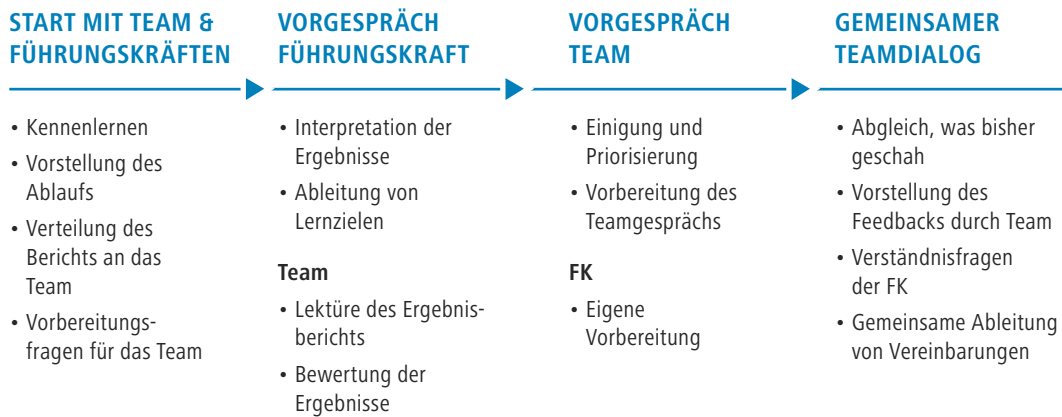 START MIT TEAM &
FÜHRUNGSKRÄFTEN
• Kennenlernen
• Vorstellung des
Ablaufs
• Verteilung des
Berichts an das
Team
• Vorbereitungs-
fragen für das Team
VORGESPRÄCH
FÜHRUNGSKRAFT
• Interpretation der
Ergebnisse
• Ableitung von
Lernzielen
Team
• Lektüre des Ergebnis-
berichts
• Bewertung der
Ergebnisse
VORGESPRÄCH
TEAM
• Einigung und
Priorisierung
• Vorbereitung des
Teamgesprächs
FK
• Eigene
Vorbereitung
GEMEINSAMER
TEAMDIALOG
• Abgleich, was bisher
geschah
• Vorstellung des
Feedbacks durch Team
• Verständnisfragen
der FK
• Gemeinsame Ableitung
von Vereinbarungen